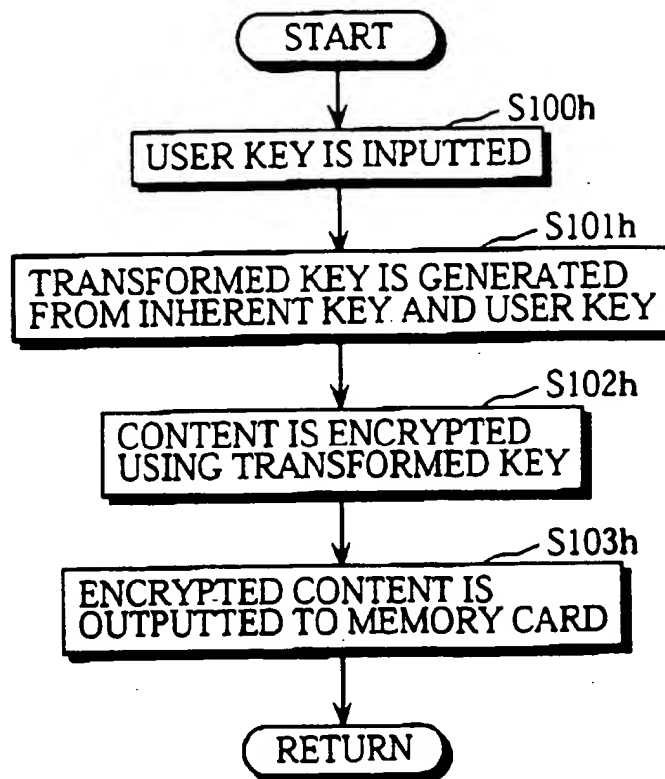 START
S100h
USER KEY IS INPUTTED
S101h
TRANSFORMED KEY IS GENERATED
FROM INHERENT KEY AND USER KEY
S102h
CONTENT IS ENCRYPTED
USING TRANSFORMED KEY
S103h
ENCRYPTED CONTENT IS
OUTPUTTED TO MEMORY CARD
RETURN